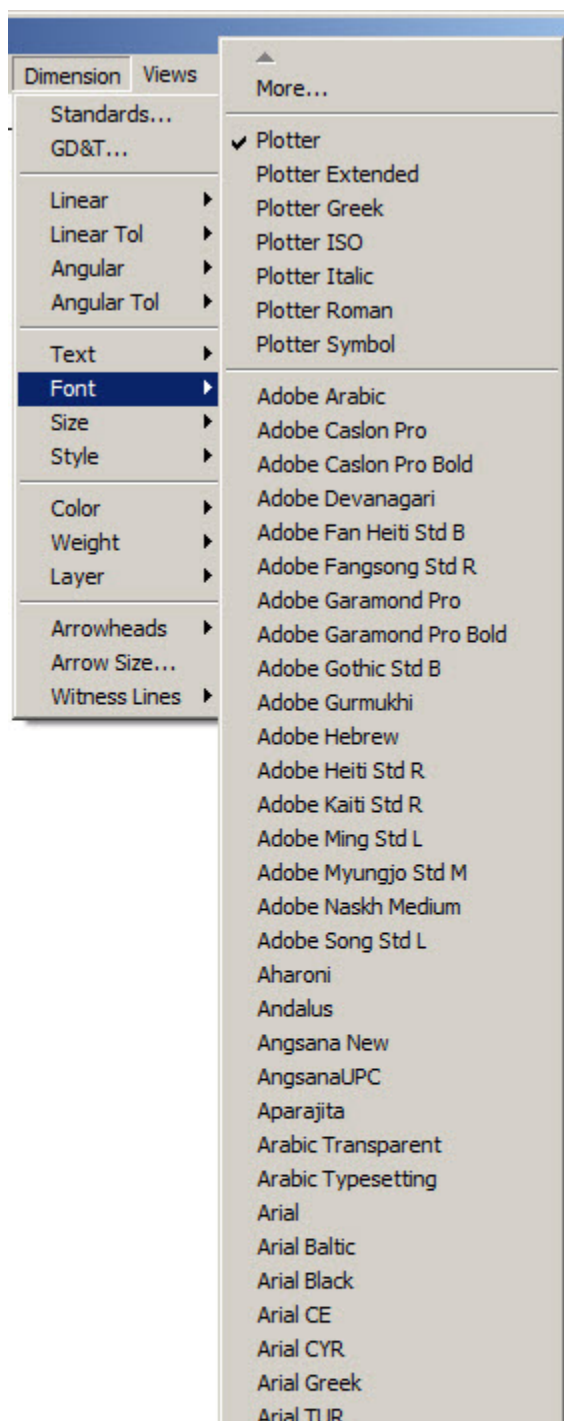 Dimension Views
Standards...
GD&T...
Linear
Linear Tol
Angular
Angular Tol
Text
Font
Size
Style
Color
Weight
Layer
Arrowheads
Arrow Size...
Witness Lines
More...
Plotter
Plotter Extended
Plotter Greek
Plotter ISO
Plotter Italic
Plotter Roman
Plotter Symbol
Adobe Arabic
Adobe Caslon Pro
Adobe Caslon Pro Bold
Adobe Devanagari
Adobe Fan Heiti Std B
Adobe Fangsong Std R
Adobe Garamond Pro
Adobe Garamond Pro Bold
Adobe Gothic Std B
Adobe Gurmukhi
Adobe Hebrew
Adobe Heiti Std R
Adobe Kaiti Std R
Adobe Ming Std L
Adobe Myungjo Std M
Adobe Naskh Medium
Adobe Song Std L
Aharoni
Andalus
Angsana New
AngsanaUPC
Aparajita
Arabic Transparent
Arabic Typesetting
Arial
Arial Baltic
Arial Black
Arial CE
Arial CYR
Arial Greek
Arial TUR